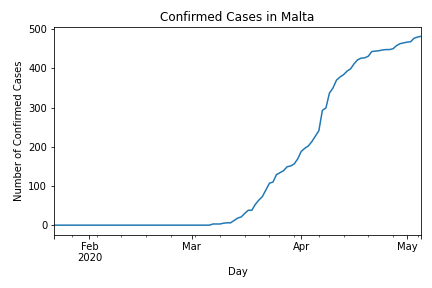 Confirmed Cases in Malta
500
400
300
200
100
0
Number of Confirmed Cases
Feb
2020
Mar
Apr
May
Day